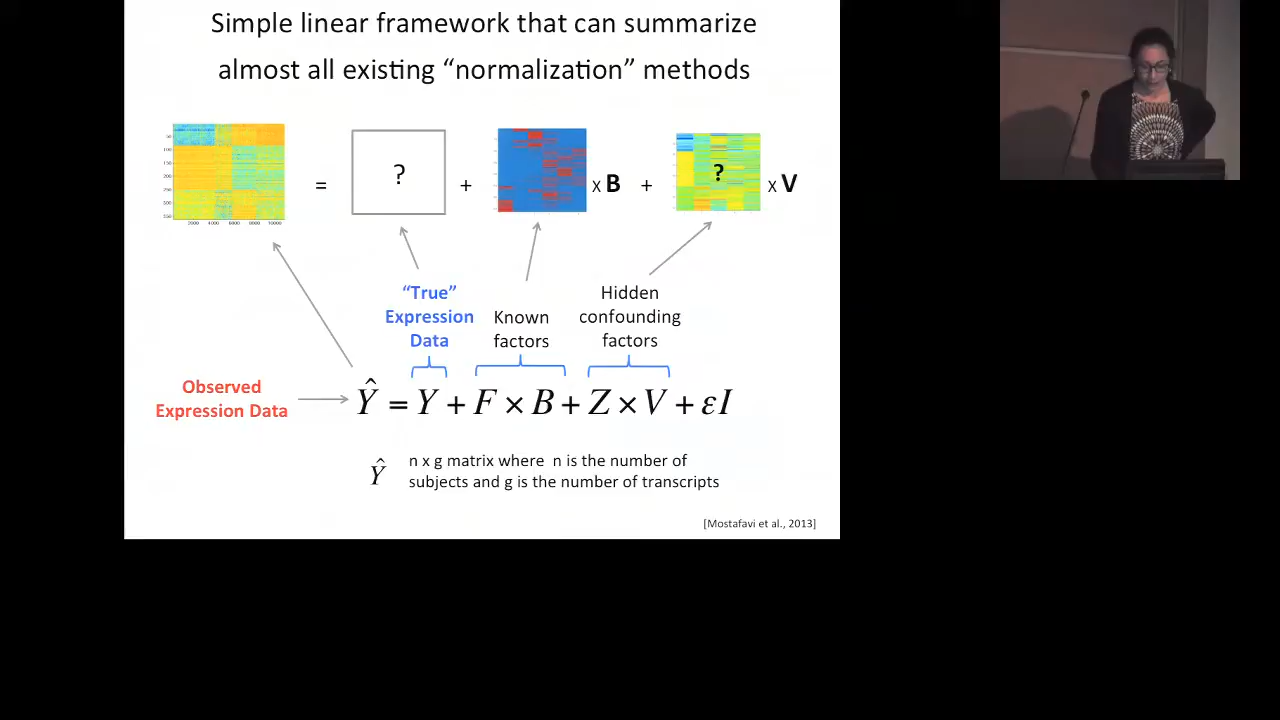 Simple linear framework that can summarize
almost all existing “normalization” methods
= ? + x B + ? x V
“True”
Expression
Data
Known
factors
Hidden
confounding
factors
Observed
Expression Data
Ŷ = Y + F × B + Z × V + εI
Ŷ n x g matrix where n is the number of
subjects and g is the number of transcripts
[Mostafavi et al., 2013]